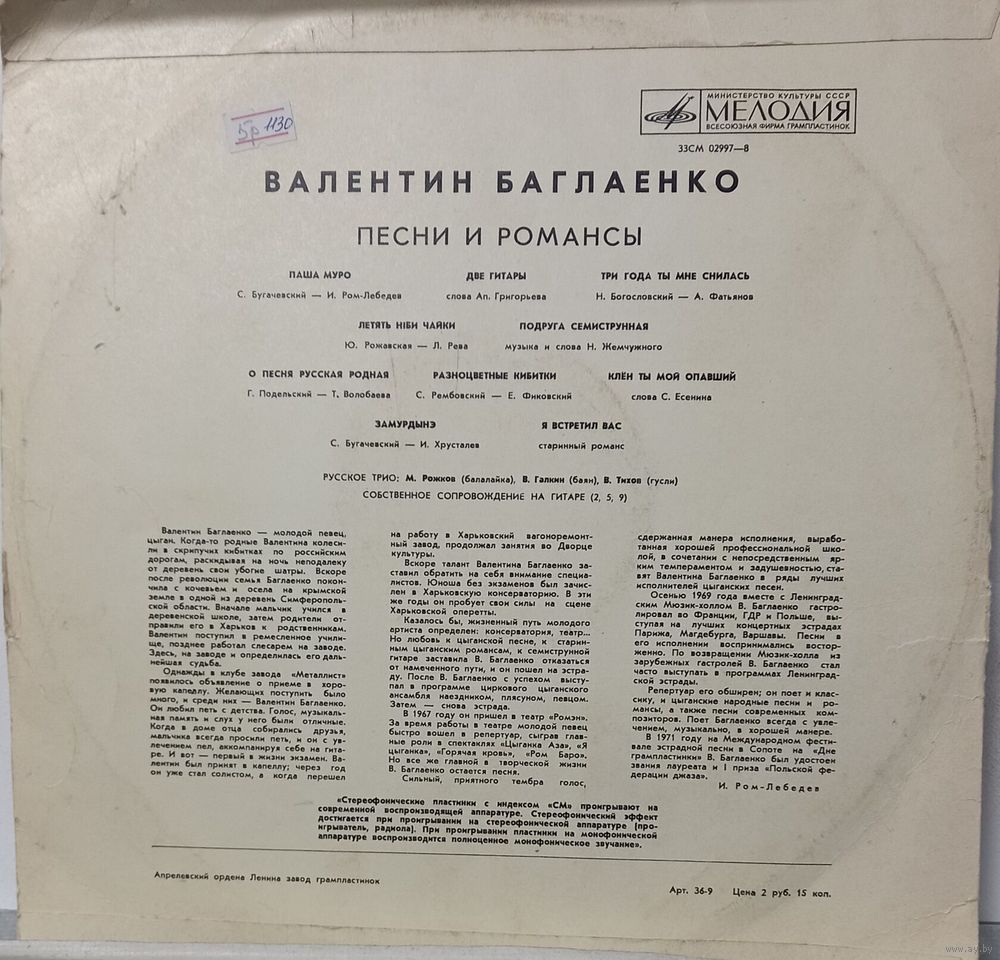 МИНИСТЕРСТВО КУЛЬТУРЫ СССР
МЕЛОДИЯ
ВСЕСОЮЗНАЯ ФИРМА ГРАМПЛАСТИНОК
5р 1130
33СМ 02997—8
ВАЛЕНТИН БАГЛАЕНКО
ПЕСНИ И РОМАНСЫ
ПАША МУРО ДВЕ ГИТАРЫ ТРИ ГОДА ТЫ МНЕ СНИЛАСЬ
С. Бугачевский — И. Ром-Лебедев слова Ап. Григорьева Н. Богословский — А. Фатьянов
ЛЕТЯТЬ НІБИ ЧАЙКИ ПОДРУГА СЕМИСТРУННАЯ
Ю. Рожавская — Л. Рева музыка и слова Н. Жемчужного
О ПЕСНЯ РУССКАЯ РОДНАЯ РАЗНОЦВЕТНЫЕ КИБИТКИ КЛЁН ТЫ МОЙ ОПАВШИЙ
Г. Подельский — Т. Волобаева С. Рембовский — Е. Фиковский слова С. Есенина
ЗАМУРДЫНЭ Я ВСТРЕТИЛ ВАС
С. Бугачевский — И. Хрусталев старинный романс
РУССКОЕ ТРИО: М. Рожков (балалайка), В. Галкин (баян), В. Тихов (гусли)
СОБСТВЕННОЕ СОПРОВОЖДЕНИЕ НА ГИТАРЕ (2, 5, 9)
Валентин Баглаенко — молодой певец,
цыган. Когда-то родные Валентина колеси-
ли в скрипучих кибитках по российским
дорогам, раскидывая на ночь неподалеку
от деревень свои убогие шатры. Вскоре
после революции семья Баглаенко покон-
чила с кочевьем и осела на крымской
земле в одной из деревень Симферополь-
ской области. Вначале мальчик учился в
деревенской школе, затем родители от-
правили его в Харьков к родственникам.
Валентин поступил в ремесленное учили-
ще, позднее работал слесарем на заводе.
Здесь, на заводе и определилась его даль-
нейшая судьба.
Однажды в клубе завода «Металлист»
появилось объявление о приеме в хоро-
вую капеллу. Желающих поступить было
много, и среди них — Валентин Баглаенко.
Он любил петь с детства. Голос, музыкаль-
ная память и слух у него были отличные.
Когда в доме отца собирались друзья,
мальчика всегда просили петь, и он с ув-
лечением пел, аккомпанируя себе на гита-
ре. И вот — первый в жизни экзамен. Ва-
лентин был принят в капеллу; через год
он уже стал солистом, а когда перешел
на работу в Харьковский вагоноремонт-
ный завод, продолжал занятия во Дворце
культуры.
Вскоре талант Валентина Баглаенко за-
ставил обратить на себя внимание специа-
листов. Юноша без экзаменов был зачис-
лен в Харьковскую консерваторию. В эти
же годы он пробует свои силы на сцене
Харьковской оперетты.
Казалось бы, жизненный путь молодого
артиста определен: консерватория, театр...
Но любовь к цыганской песне, к старин-
ным цыганским романсам, к семиструнной
гитаре заставила В. Баглаенко отказаться
от намеченного пути, и он пошел на эстра-
ду. После В. Баглаенко с успехом высту-
пал в программе циркового цыганского
ансамбля наездником, плясуном, певцом.
Затем — снова эстрада.
В 1967 году он пришел в театр «Ромэн».
За время работы в театре молодой певец
быстро вошел в репертуар, сыграв глав-
ные роли в спектаклях «Цыганка Аза», «Я
цыганка», «Горячая кровь», «Ром Баро».
Но все же главной в творческой жизни
В. Баглаенко остается песня.
Сильный, приятного тембра голос,
сдержанная манера исполнения, вырабо-
танная хорошей профессиональной шко-
лой, в сочетании с непосредственным яр-
ким темпераментом и задушевностью, ста-
вят Валентина Баглаенко в ряды лучших
исполнителей цыганских песен.
Осенью 1969 года вместе с Ленинград-
ским Мюзик-холлом В. Баглаенко гастро-
лировал во Франции, ГДР и Польше, вы-
ступая на лучших концертных эстрадах
Парижа, Магдебурга, Варшавы. Песни в
его исполнении воспринимались востор-
женно. По возвращении Мюзик-холла из
зарубежных гастролей В. Баглаенко стал
часто выступать в программах Ленинград-
ской эстрады.
Репертуар его обширен; он поет и клас-
сику, и цыганские народные песни и ро-
мансы, а также песни современных ком-
позиторов. Поет Баглаенко всегда с увле-
чением, музыкально, в хорошей манере.
В 1971 году на Международном фести-
вале эстрадной песни в Сопоте на «Дне
грампластинки» В. Баглаенко был удостоен
звания лауреата и I приза «Польской фе-
дерации джаза».
И. Ром-Лебедев
«Стереофонические пластинки с индексом «СМ» проигрывают на
современной воспроизводящей аппаратуре. Стереофонический эффект
достигается при проигрывании на стереофонической аппаратуре (про-
игрыватель, радиола). При проигрывании пластинки на монофонической
аппаратуре воспроизводится полноценное монофоническое звучание».
Апрелевский ордена Ленина завод грампластинок
Арт. 36-9 Цена 2 руб. 15 коп.
www.ay.by